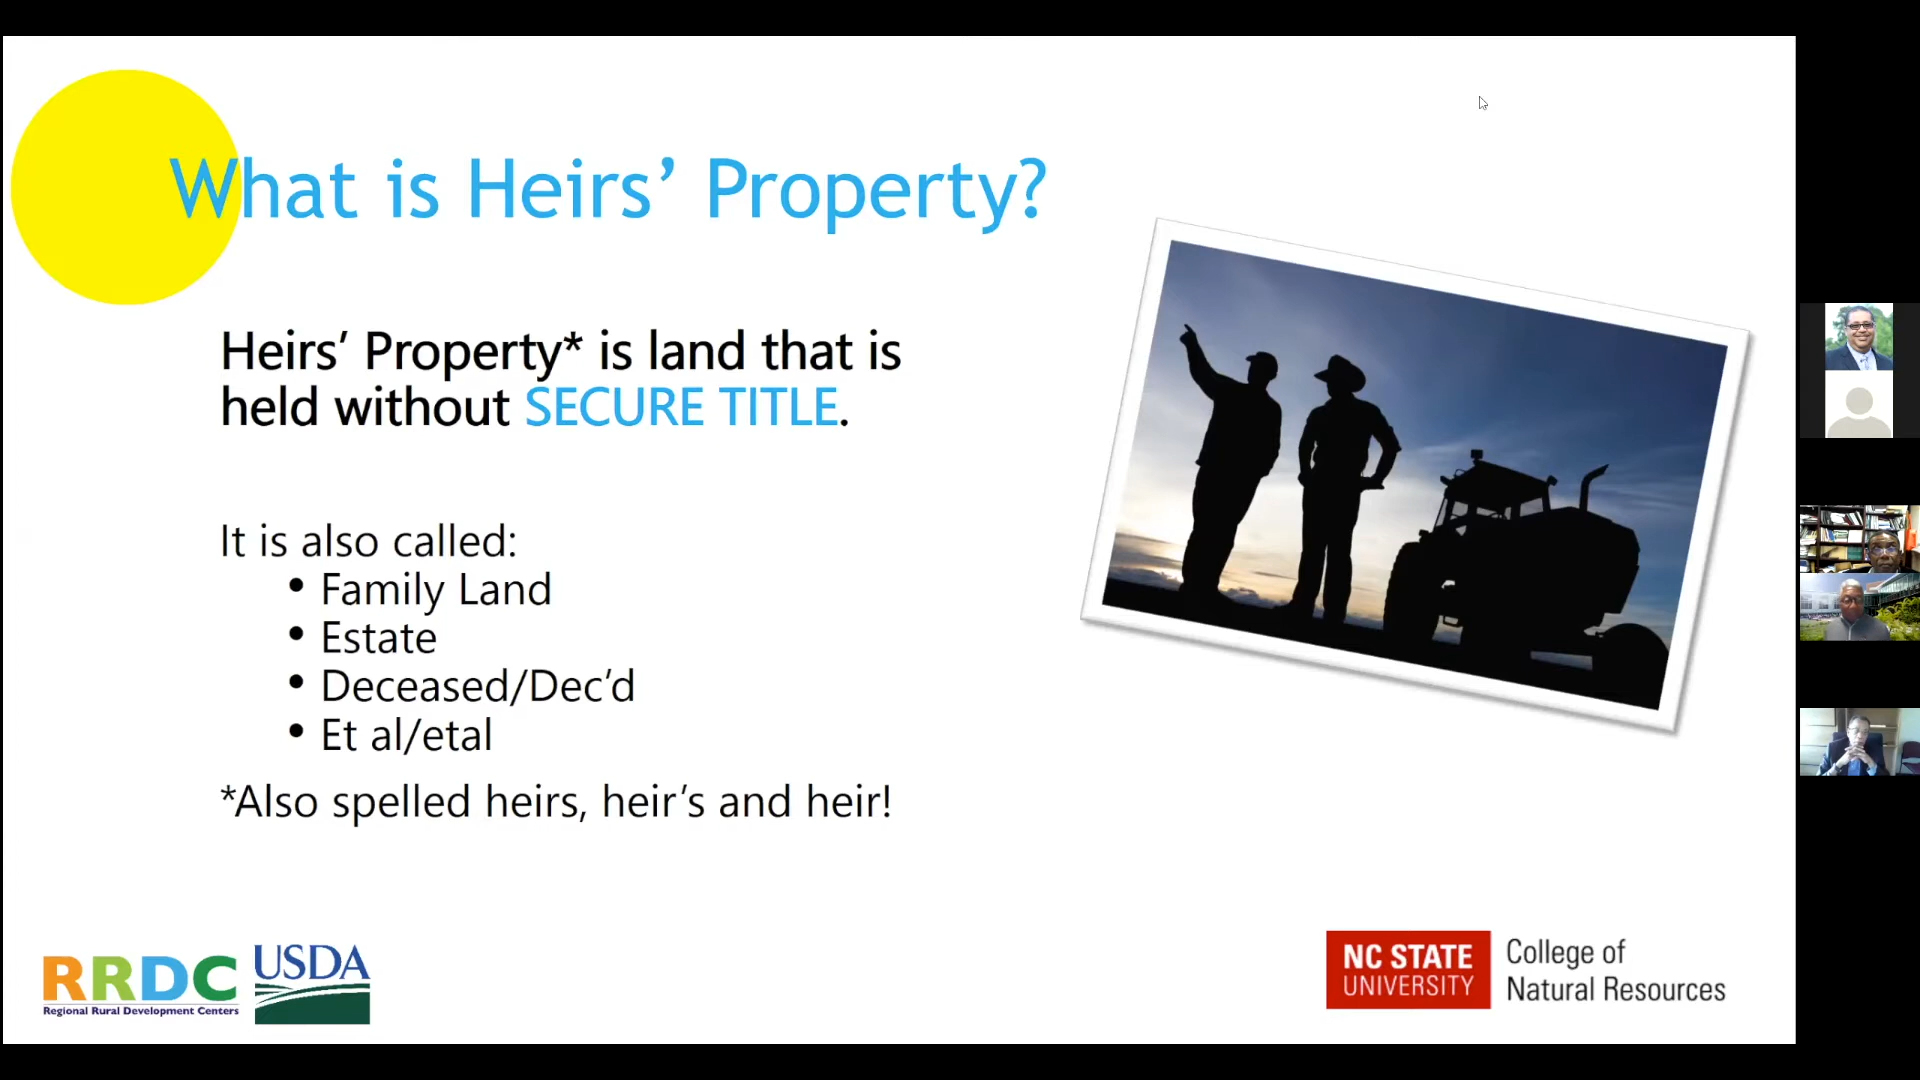 What is Heirs’ Property?
Heirs’ Property* is land that is
held without SECURE TITLE.
It is also called:
• Family Land
• Estate
• Deceased/Dec’d
• Et al/etal
*Also spelled heirs, heir’s and heir!
RRDC
Regional Rural Development Centers
USDA
NC STATE
UNIVERSITY
College of
Natural Resources